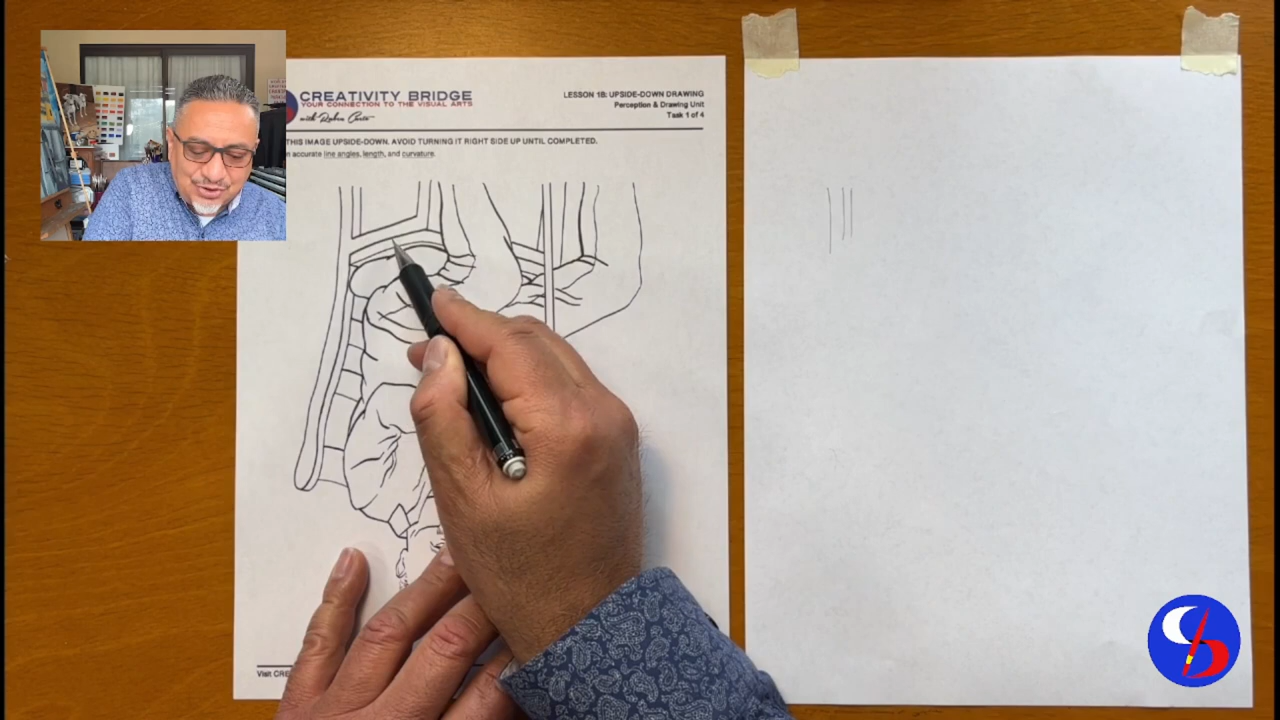 CREATIVITY BRIDGE
YOUR CONNECTION TO THE VISUAL ARTS
with
LESSON 1B: UPSIDE-DOWN DRAWING
Perception & Drawing Unit
Task 1 of 4
THIS IMAGE UPSIDE-DOWN. AVOID TURNING IT RIGHT SIDE UP UNTIL COMPLETED.
accurate line angles, length, and curvature.
Visit